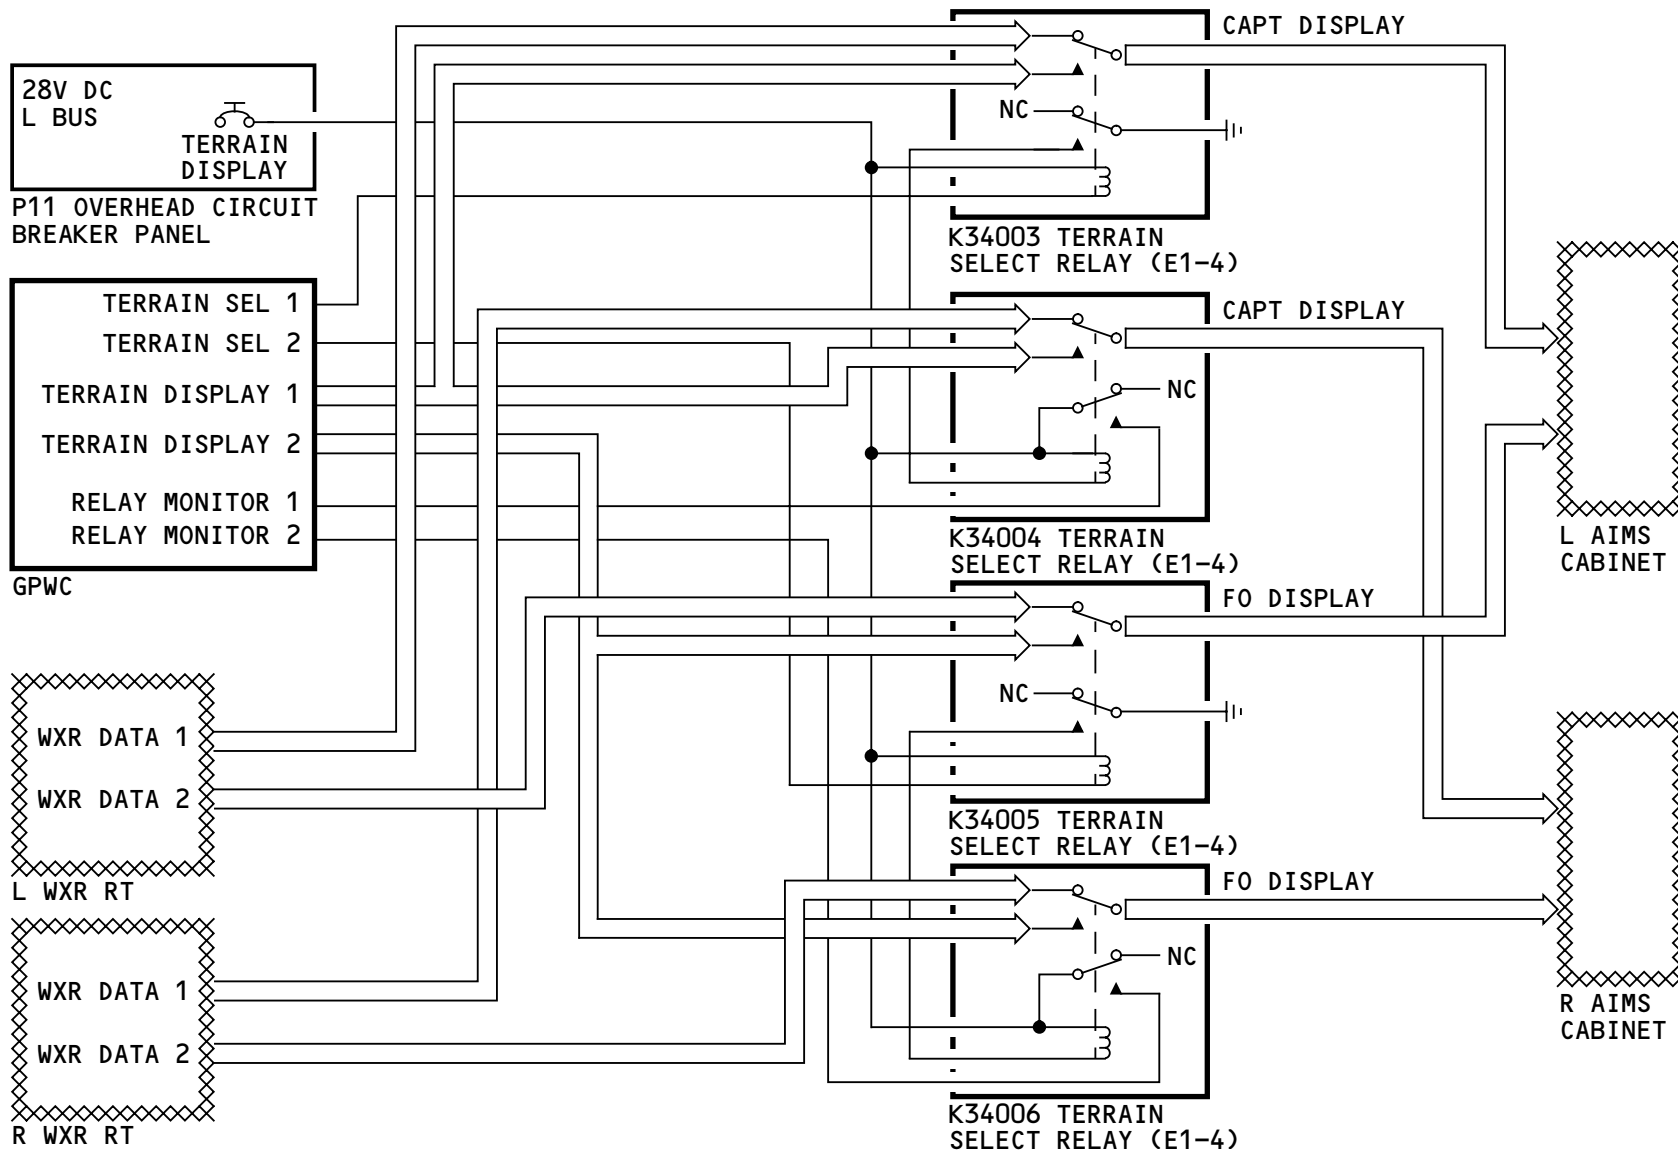 28V DC
L BUS
TERRAIN
DISPLAY
P11 OVERHEAD CIRCUIT
BREAKER PANEL
TERRAIN SEL 1
TERRAIN SEL 2
TERRAIN DISPLAY 1
TERRAIN DISPLAY 2
RELAY MONITOR 1
RELAY MONITOR 2
GPWC
WXR DATA 1
WXR DATA 2
L WXR RT
WXR DATA 1
WXR DATA 2
R WXR RT
CAPT DISPLAY
NC
K34003 TERRAIN
SELECT RELAY (E1-4)
CAPT DISPLAY
NC
K34004 TERRAIN
SELECT RELAY (E1-4)
FO DISPLAY
NC
K34005 TERRAIN
SELECT RELAY (E1-4)
FO DISPLAY
NC
K34006 TERRAIN
SELECT RELAY (E1-4)
L AIMS
CABINET
R AIMS
CABINET